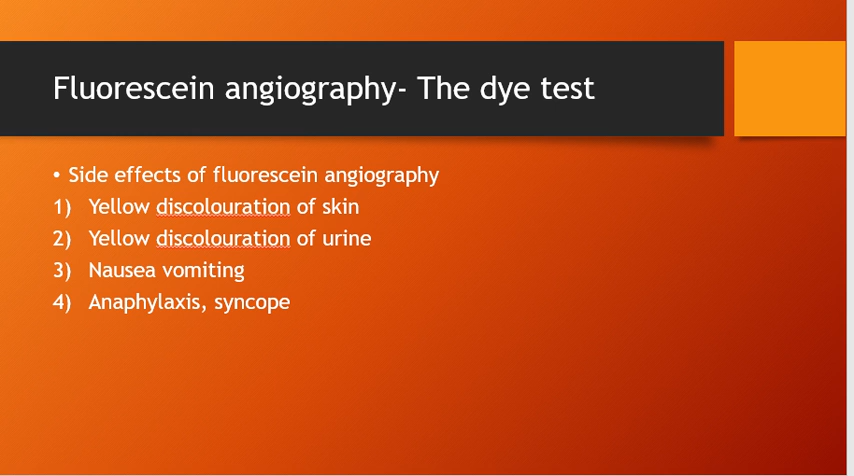 Fluorescein angiography- The dye test
• Side effects of fluorescein angiography
1) Yellow discolouration of skin
2) Yellow discolouration of urine
3) Nausea vomiting
4) Anaphylaxis, syncope